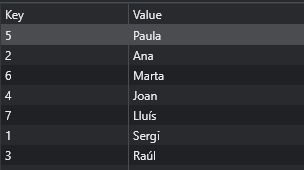 Key Value
5 Paula
2 Ana
6 Marta
4 Joan
7 Lluís
1 Sergi
3 Raúl